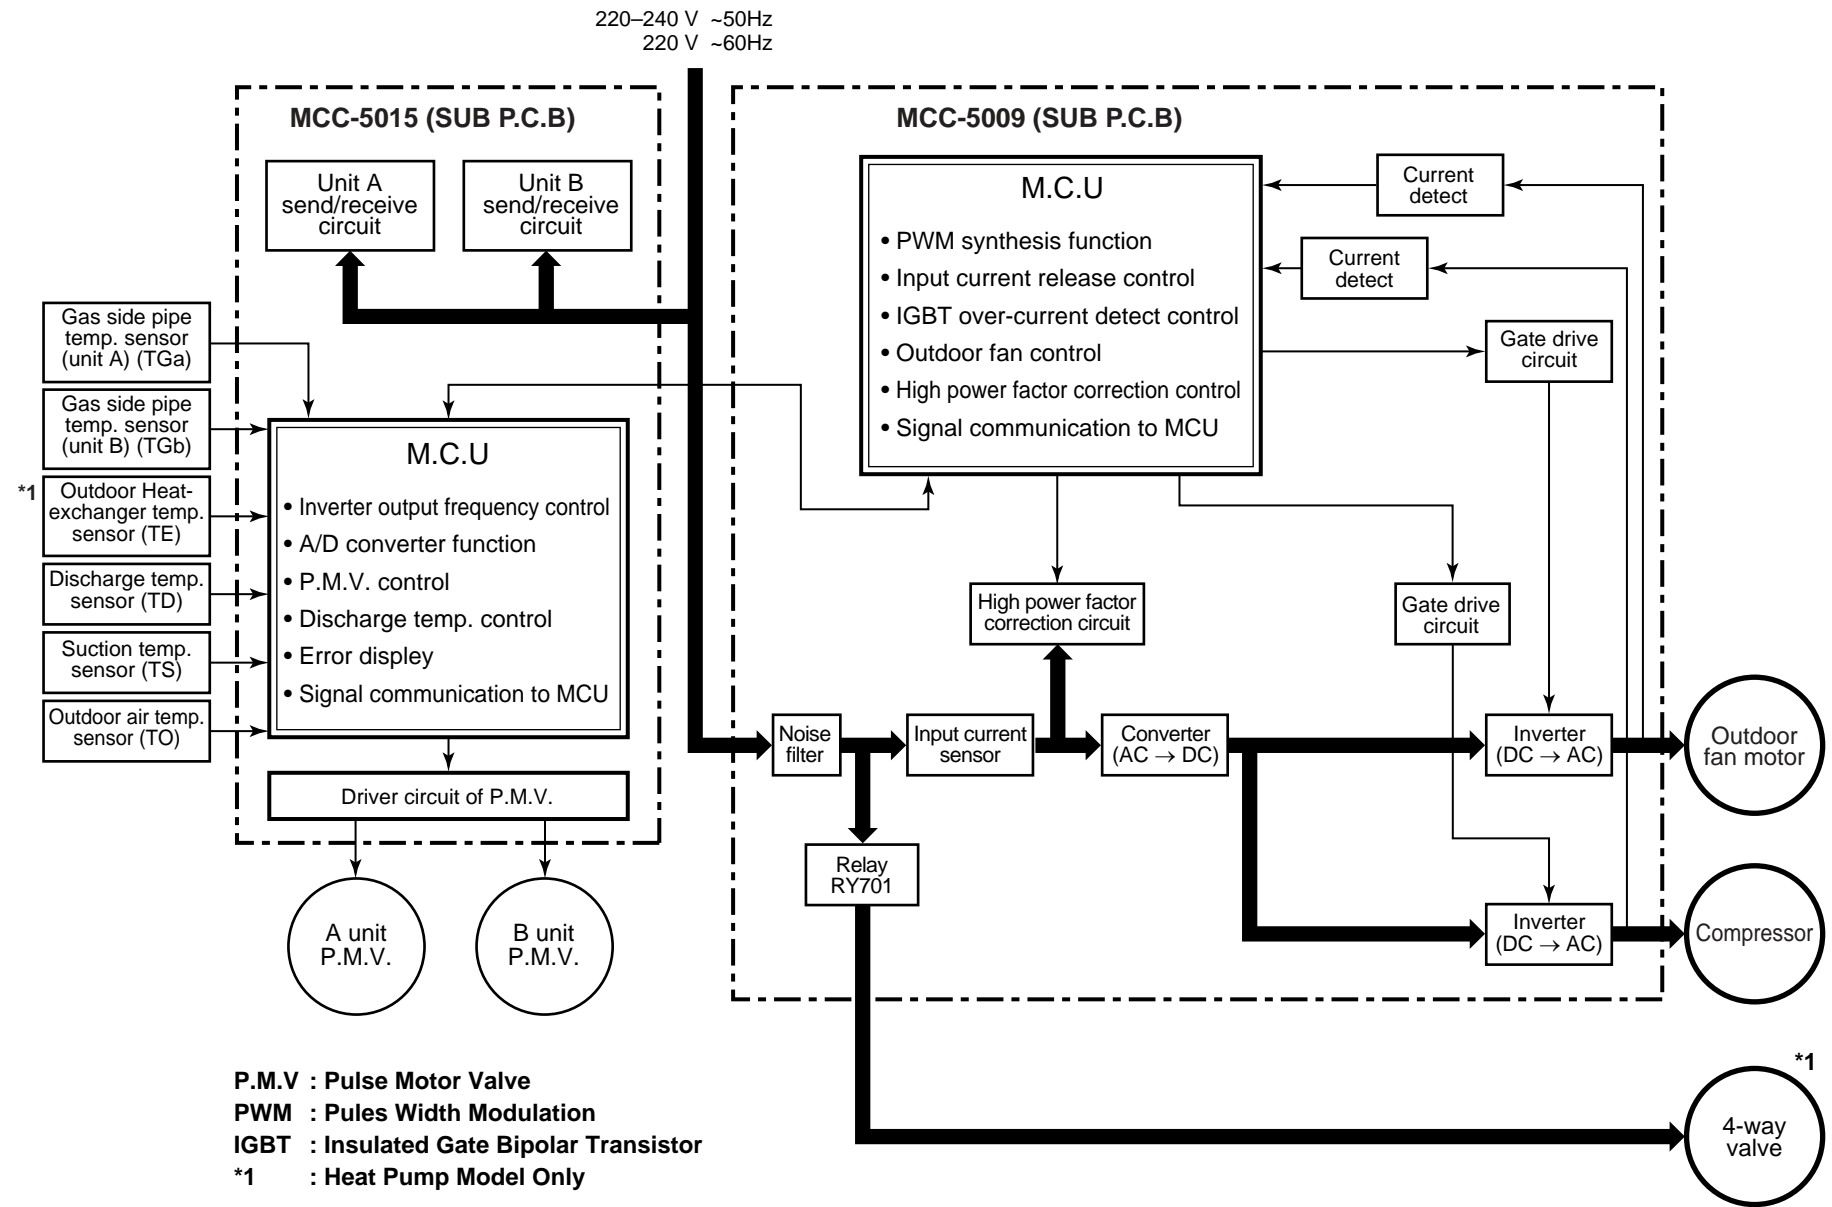 220–240 V ~50Hz
220 V ~60Hz
MCC-5015 (SUB P.C.B)
Unit A
send/receive
circuit
Unit B
send/receive
circuit
Gas side pipe
temp. sensor
(unit A) (TGa)
Gas side pipe
temp. sensor
(unit B) (TGb)
*1
Outdoor Heat-
exchanger temp.
sensor (TE)
Discharge temp.
sensor (TD)
Suction temp.
sensor (TS)
Outdoor air temp.
sensor (TO)
M.C.U
• Inverter output frequency control
• A/D converter function
• P.M.V. control
• Discharge temp. control
• Error display
• Signal communication to MCU
Driver circuit of P.M.V.
A unit
P.M.V.
B unit
P.M.V.
MCC-5009 (SUB P.C.B)
M.C.U
• PWM synthesis function
• Input current release control
• IGBT over-current detect control
• Outdoor fan control
• High power factor correction control
• Signal communication to MCU
Current
detect
Current
detect
Gate drive
circuit
High power factor
correction circuit
Gate drive
circuit
Noise
filter
Input current
sensor
Converter
(AC → DC)
Inverter
(DC → AC)
Outdoor
fan motor
Relay
RY701
Inverter
(DC → AC)
Compressor
*1
4-way
valve
P.M.V : Pulse Motor Valve
PWM : Pules Width Modulation
IGBT : Insulated Gate Bipolar Transistor
*1 : Heat Pump Model Only